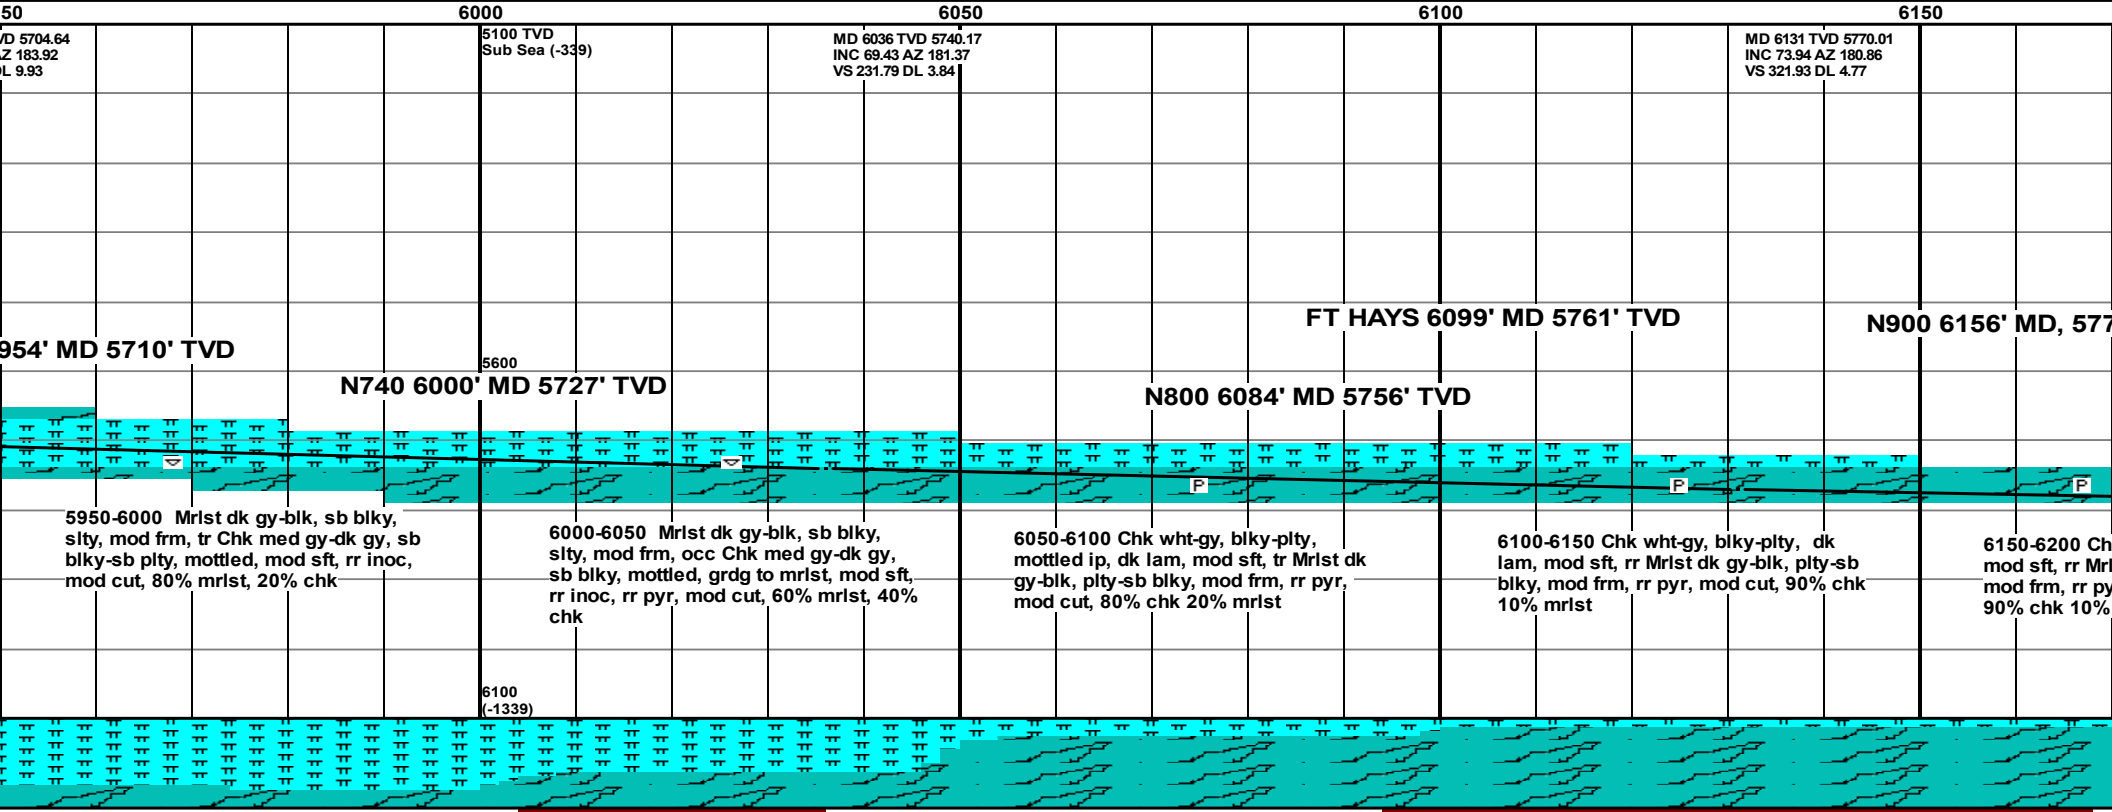 50
6000
6050
6100
6150
VD 5704.64
AZ 183.92
L 9.93
5100 TVD
Sub Sea (-339)
MD 6036 TVD 5740.17
INC 69.43 AZ 181.37
VS 231.79 DL 3.84
MD 6131 TVD 5770.01
INC 73.94 AZ 180.86
VS 321.93 DL 4.77
FT HAYS 6099' MD 5761' TVD
N900 6156' MD, 577
954' MD 5710' TVD
5600
N740 6000' MD 5727' TVD
N800 6084' MD 5756' TVD
P
P
P
5950-6000 Mrlst dk gy-blk, sb blky,
slty, mod frm, tr Chk med gy-dk gy, sb
blky-sb plty, mottled, mod sft, rr inoc,
mod cut, 80% mrlst, 20% chk
6000-6050 Mrlst dk gy-blk, sb blky,
slty, mod frm, occ Chk med gy-dk gy,
sb blky, mottled, grdg to mrlst, mod sft,
rr inoc, rr pyr, mod cut, 60% mrlst, 40%
chk
6050-6100 Chk wht-gy, blky-plty,
mottled ip, dk lam, mod sft, tr Mrlst dk
gy-blk, plty-sb blky, mod frm, rr pyr,
mod cut, 80% chk 20% mrlst
6100-6150 Chk wht-gy, blky-plty, dk
lam, mod sft, rr Mrlst dk gy-blk, plty-sb
blky, mod frm, rr pyr, mod cut, 90% chk
10% mrlst
6150-6200 Ch
mod sft, rr Mrl
mod frm, rr py
90% chk 10%
6100
(-1339)